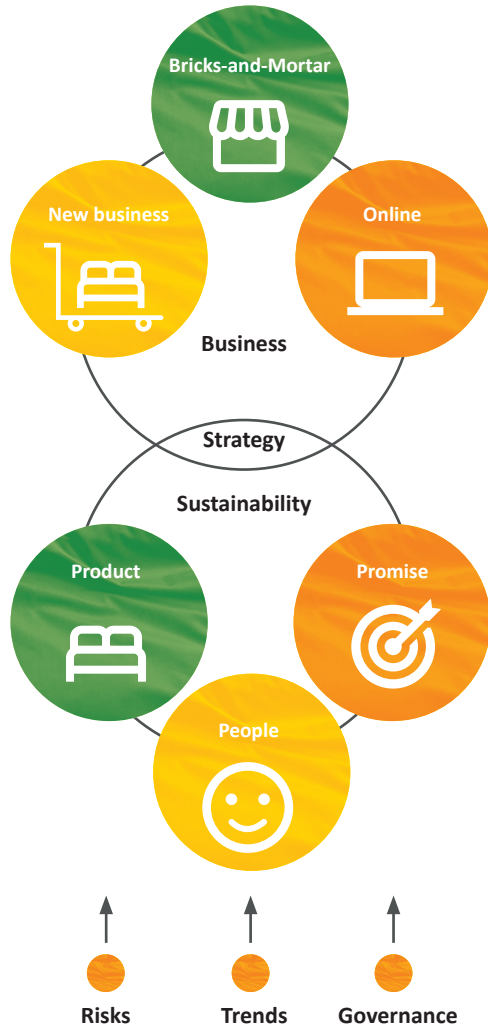 Bricks-and-Mortar
New business
Online
Business
Strategy
Sustainability
Product
Promise
People
Risks
Trends
Governance